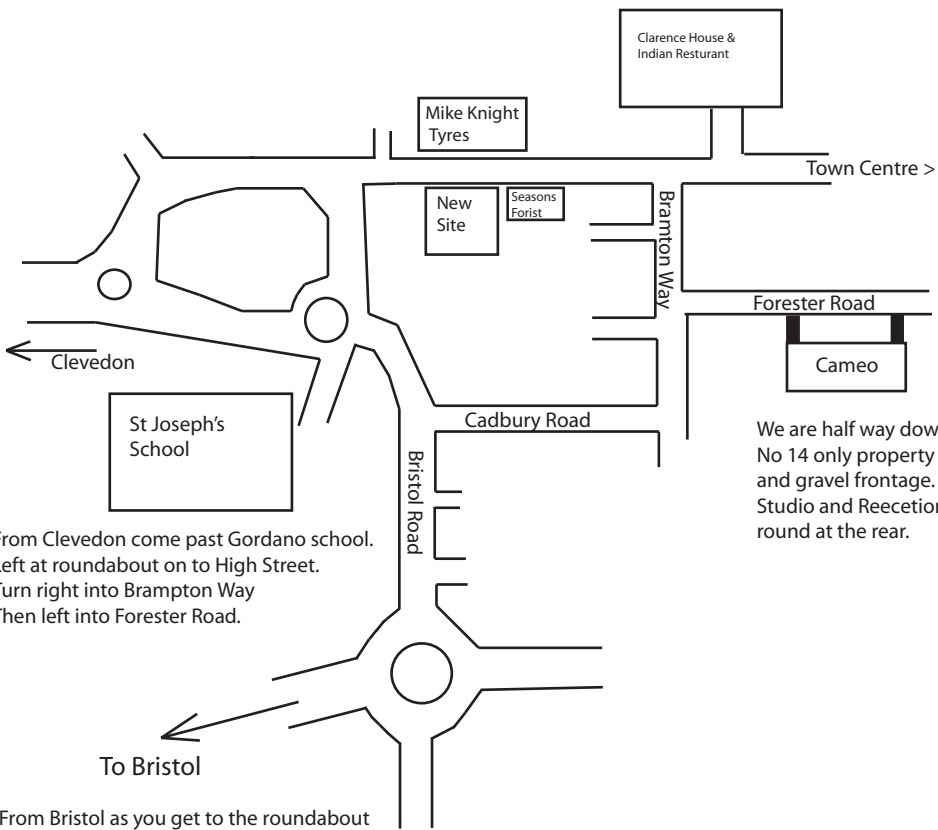 Clarence House &
Indian Resturant
Mike Knight
Tyres
Town Centre >
New
Site
Seasons
Forist
Bramton Way
Forester Road
Clevedon
Cameo
St Joseph's
School
Cadbury Road
Bristol Road
We are half way dow
No 14 only property
and gravel frontage.
Studio and Reecetion
round at the rear.
From Clevedon come past Gordano school.
Left at roundabout on to High Street.
Turn right into Brampton Way
Then left into Forester Road.
To Bristol
From Bristol as you get to the roundabout